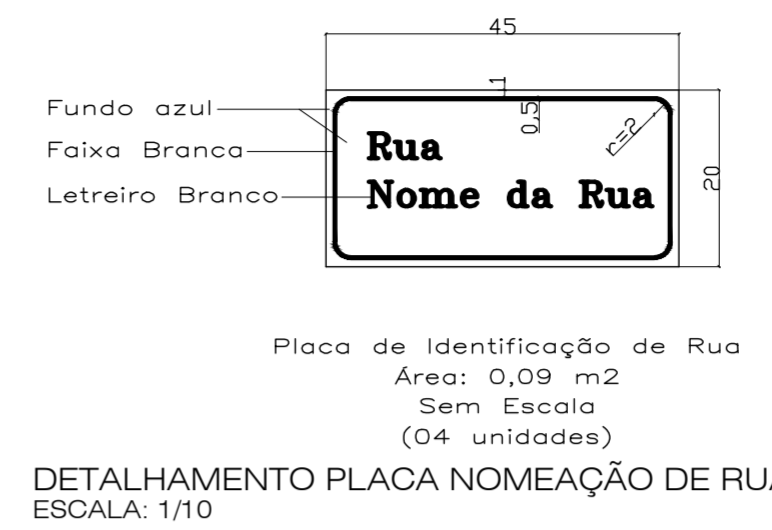 45
1
Fundo azul
0,5
r=2
Faixa Branca
Rua
20
Letreiro Branco
Nome da Rua
Placa de Identificação de Rua
Área: 0,09 m2
Sem Escala
(04 unidades)
DETALHAMENTO PLACA NOMEAÇÃO DE RUA
ESCALA: 1/10